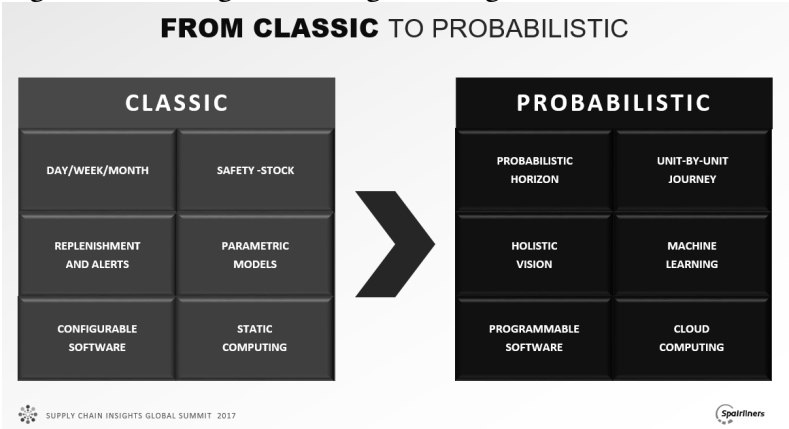 FROM CLASSIC TO PROBABILISTIC
CLASSIC
DAY/WEEK/MONTH
SAFETY -STOCK
REPLENISHMENT
AND ALERTS
PARAMETRIC
MODELS
CONFIGURABLE
SOFTWARE
STATIC
COMPUTING
PROBABILISTIC
PROBABILISTIC
HORIZON
UNIT-BY-UNIT
JOURNEY
HOLISTIC
VISION
MACHINE
LEARNING
PROGRAMMABLE
SOFTWARE
CLOUD
COMPUTING
SUPPLY CHAIN INSIGHTS GLOBAL SUMMIT 2017
Spairliners